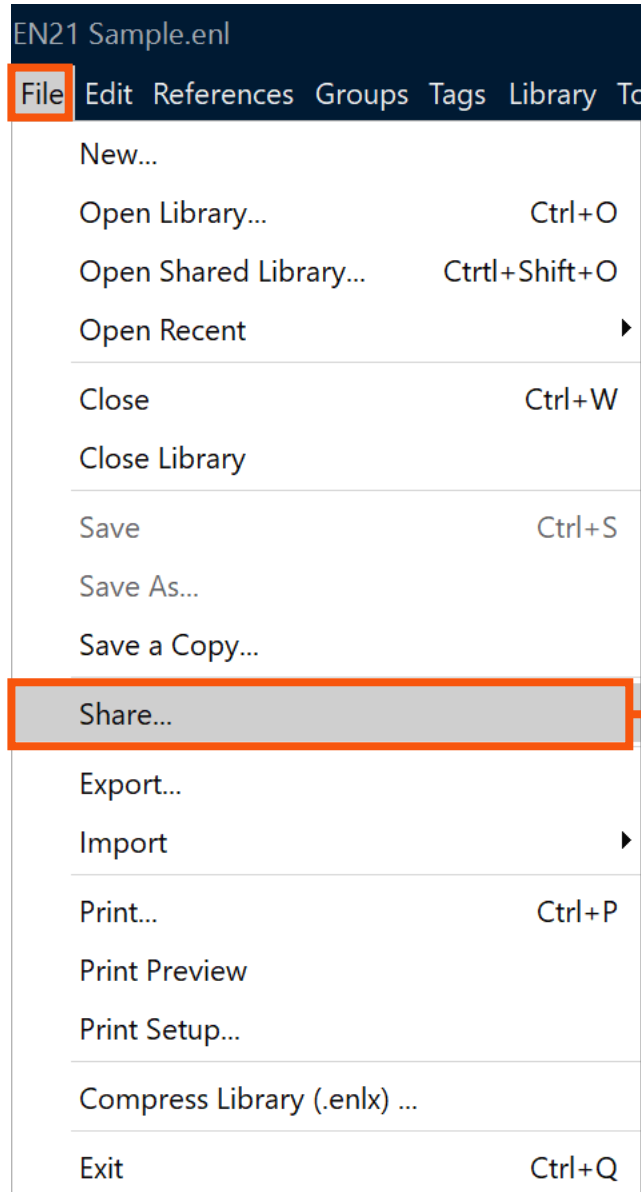 EN21 Sample.enl
File Edit References Groups Tags Library
New...
Open Library... Ctrl+O
Open Shared Library... Ctrtl+Shift+O
Open Recent
Close Ctrl+W
Close Library
Save Ctrl+S
Save As...
Save a Copy...
Share...
Export...
Import
Print... Ctrl+P
Print Preview
Print Setup...
Compress Library (.enlx) ...
Exit Ctrl+Q